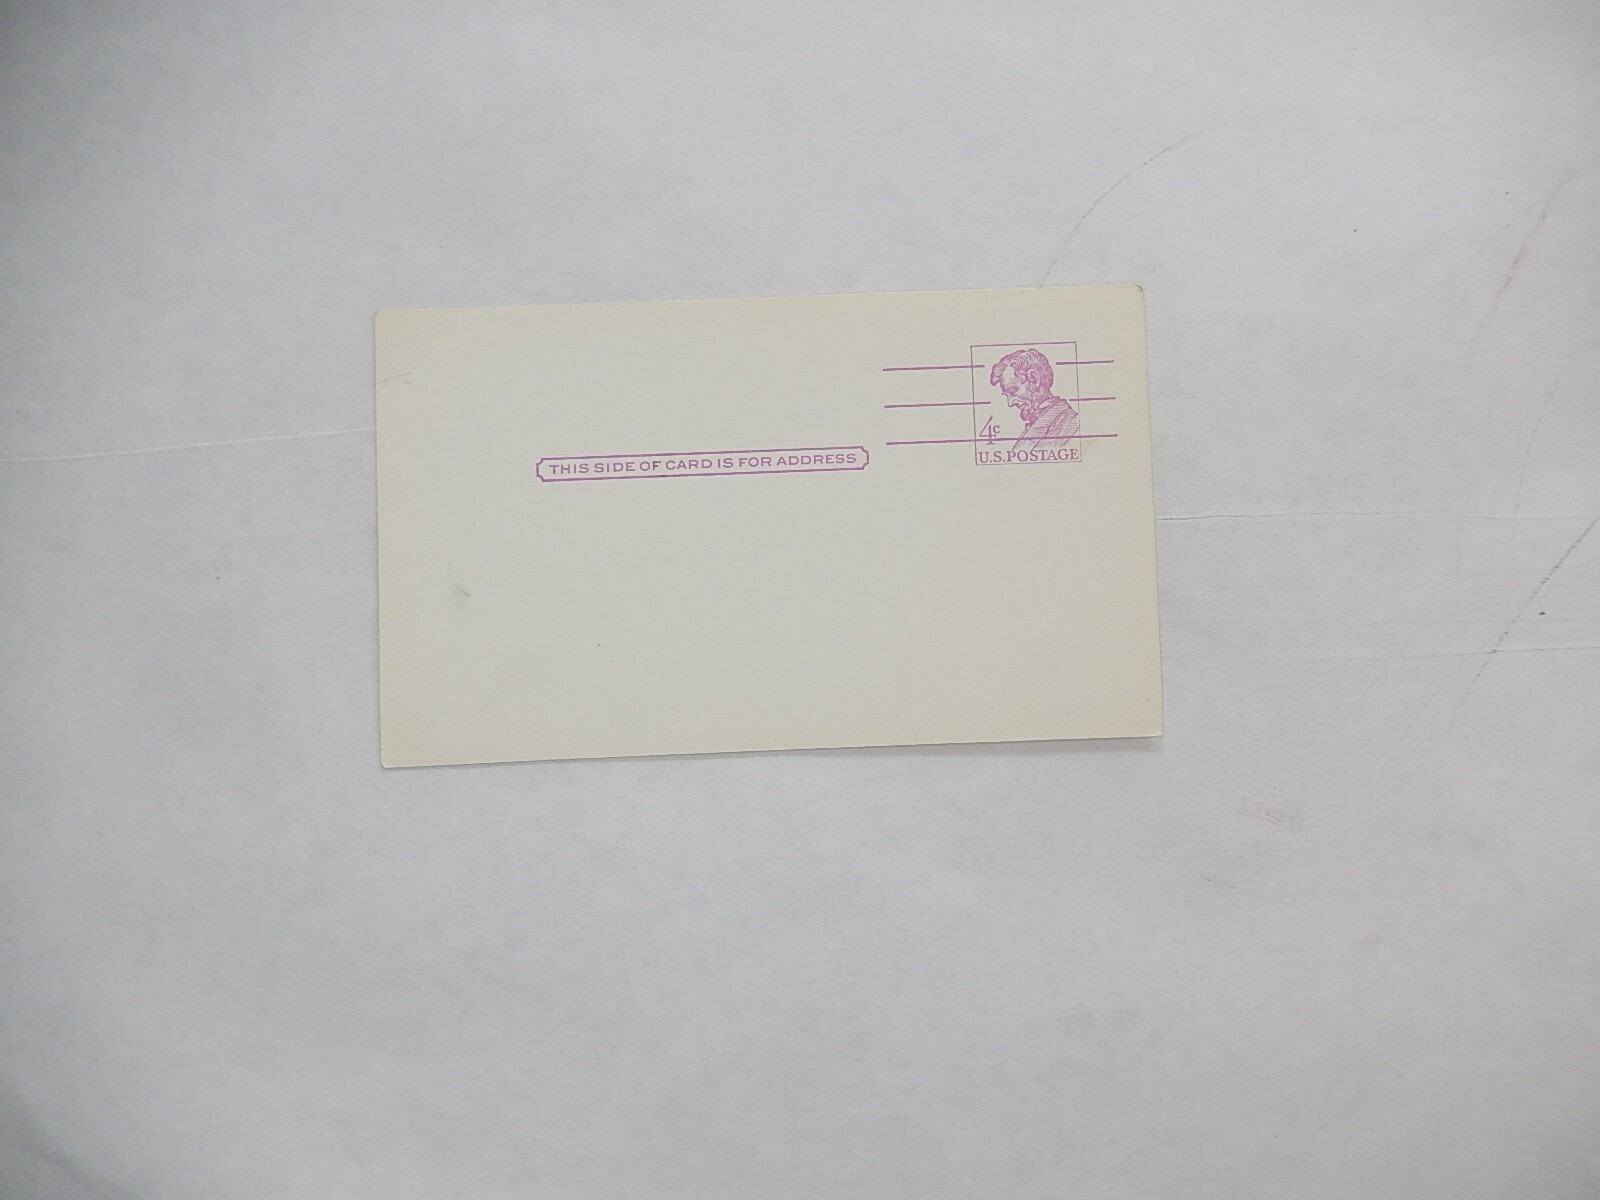 4c
U.S.POSTAGE
THIS SIDE OF CARD IS FOR ADDRESS